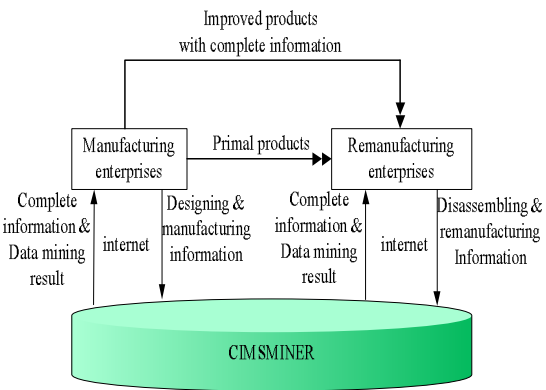 Improved products
with complete information
Manufacturing
enterprises
Primal products
Remanufacturing
enterprises
Complete
information &
Data mining
result
internet
Designing &
manufacturing
information
Complete
information &
Data mining
result
internet
Disassembling &
remanufacturing
Information
CIMSMINER